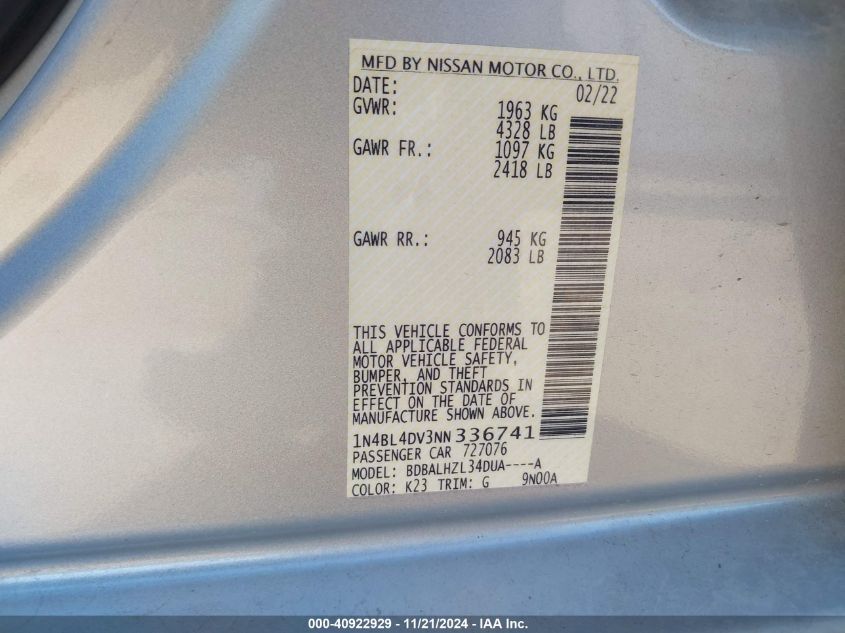 MFD BY NISSAN MOTOR CO., LTD.
DATE: 02/22
GVWR: 1963 KG
4328 LB
GAWR FR.: 1097 KG
2418 LB
GAWR RR.: 945 KG
2083 LB
THIS VEHICLE CONFORMS TO
ALL APPLICABLE FEDERAL
MOTOR VEHICLE SAFETY,
BUMPER, AND THEFT
PREVENTION STANDARDS IN
EFFECT ON THE DATE OF
MANUFACTURE SHOWN ABOVE.
1N4BL4DV3NN336741
PASSENGER CAR 727076
MODEL: BDBALHZL34DUA----A
COLOR: K23 TRIM: G 9N00A
000-40922929 - 11/21/2024 - IAA Inc.